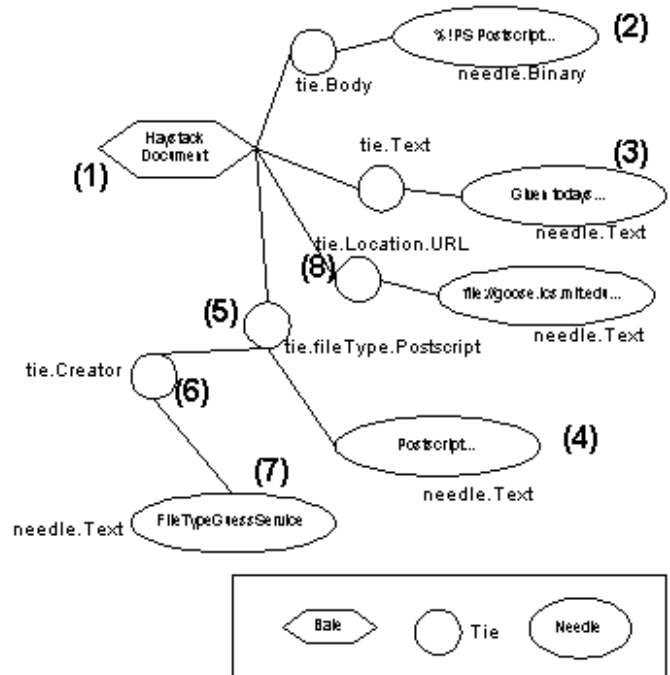 %!PS Postscript...
(2)
needle.Binary
tie.Body
Haystack
Document
(1)
tie.Text
(3)
Given todays...
needle.Text
tie.Location.URL
(8)
file://goose.lcs.mit.edu...
needle.Text
(5)
tie.fileType.Postscript
tie.Creator
(6)
Postscript...
(4)
needle.Text
(7)
FileTypeGuessService
needle.Text
Bale
Tie
Needle